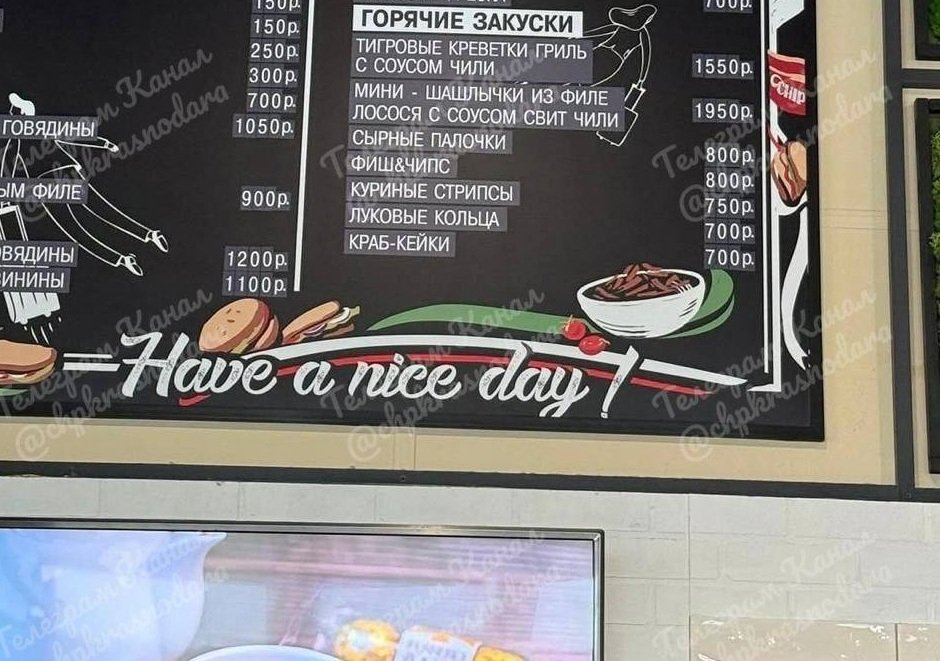 150р.
250р.
300р.
700р.
ГОВЯДИНЫ 1050р.
ЫМ ФИЛЕ 900р.
ОВЯДИНЫ 1200р.
ИНИНЫ 1100р.
700р.
ГОРЯЧИЕ ЗАКУСКИ
ТИГРОВЫЕ КРЕВЕТКИ ГРИЛЬ
С СОУСОМ ЧИЛИ 1550р.
МИНИ - ШАШЛЫЧКИ ИЗ ФИЛЕ
ЛОСОСЯ С СОУСОМ СВИТ ЧИЛИ 1950р.
СЫРНЫЕ ПАЛОЧКИ 800р.
ФИШ&ЧИПС 800р.
КУРИНЫЕ СТРИПСЫ 750р.
ЛУКОВЫЕ КОЛЬЦА 700р.
КРАБ-КЕЙКИ 700р.
Have a nice day!
Телеграм Канал
@chpkrasnodara